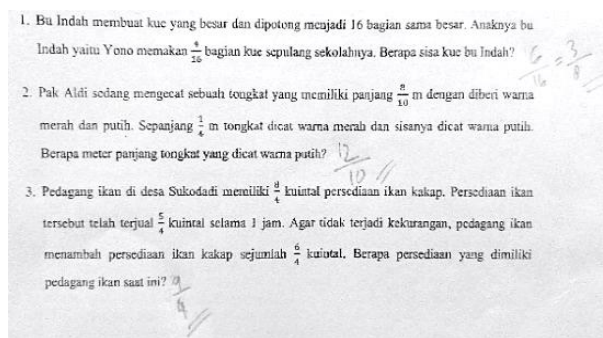 1. Bu Indah membuat kue yang besar dan dipotong menjadi 16 bagian sama besar. Anaknya bu
Indah yaitu Yono memakan /16 bagian kue sepulang sekolahnya. Berapa sisa kue bu Indah?
6/16 = 3/8
2. Pak Aldi sedang mengecat sebuah tongkat yang memiliki panjang 8/10 m dengan diberi warna
merah dan putih. Sepanjang 1/4 m tongkat dicat warna merah dan sisanya dicat warna putih.
Berapa meter panjang tongkat yang dicat warna putih? 12/10
3. Pedagang ikan di desa Sukodadi memiliki 8/4 kuintal persediaan ikan kakap. Persediaan ikan
tersebut telah terjual 5/4 kuintal selama 1 jam. Agar tidak terjadi kekurangan, pedagang ikan
menambah persediaan ikan kakap sejumlah 6/4 kuintal. Berapa persediaan yang dimiliki
pedagang ikan saat ini? 9/4